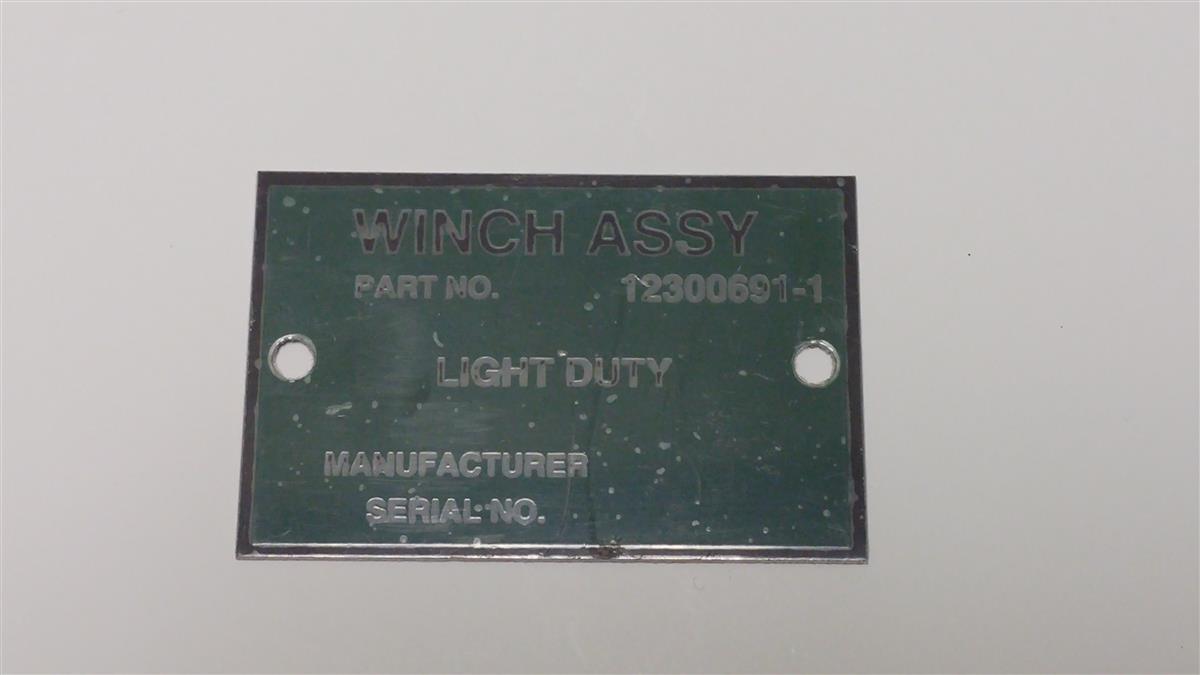 WINCH ASSY
PART NO. 12300691-1
LIGHT DUTY
MANUFACTURER
SERIAL NO.